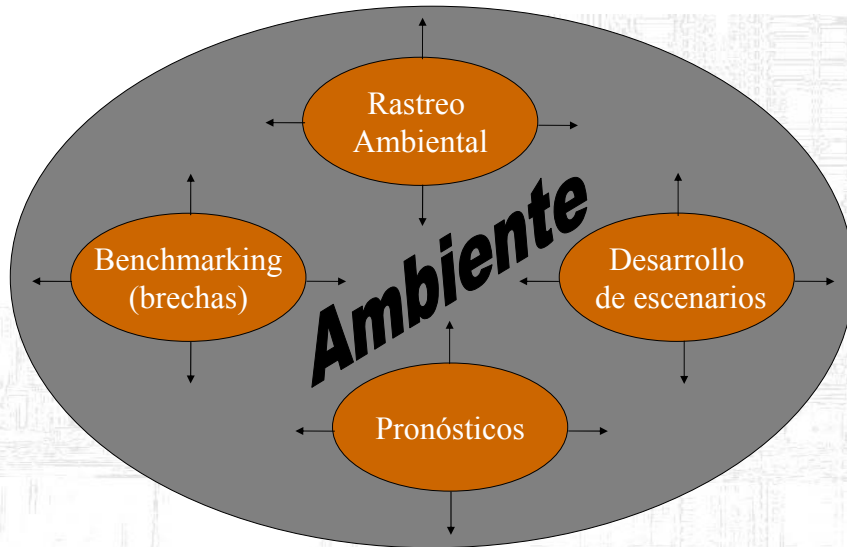 Rastreo
Ambiental
Ambiente
Benchmarking
(brechas)
Desarrollo
de escenarios
Pronósticos